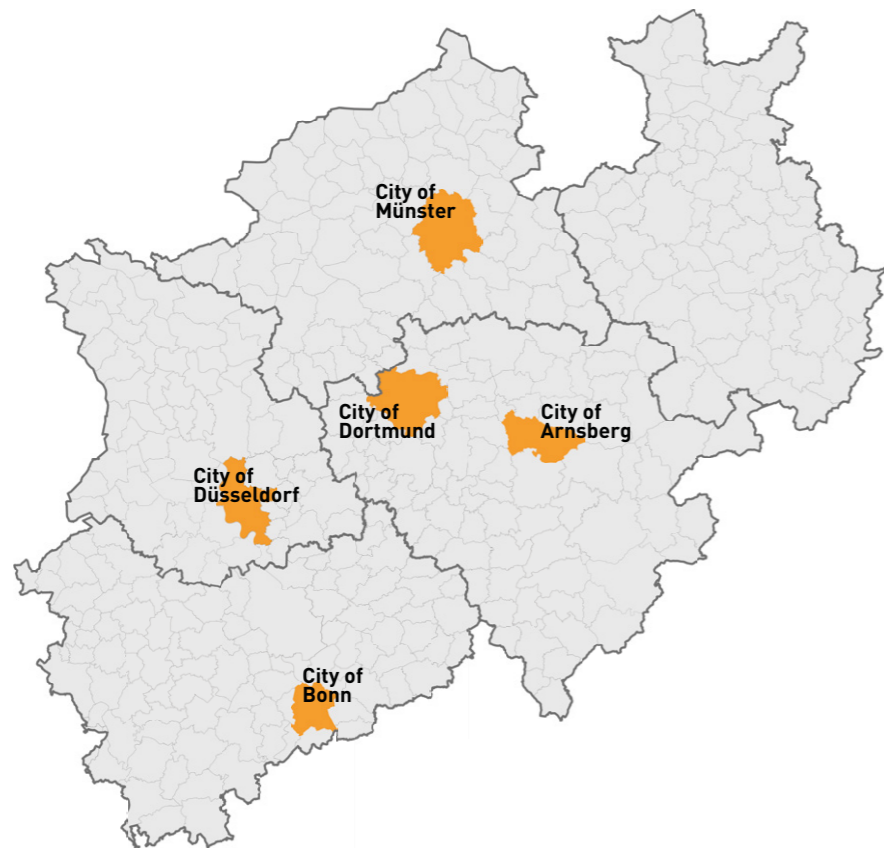 City of
Münster
City of
Dortmund
City of
Arnsberg
City of
Düsseldorf
City of
Bonn